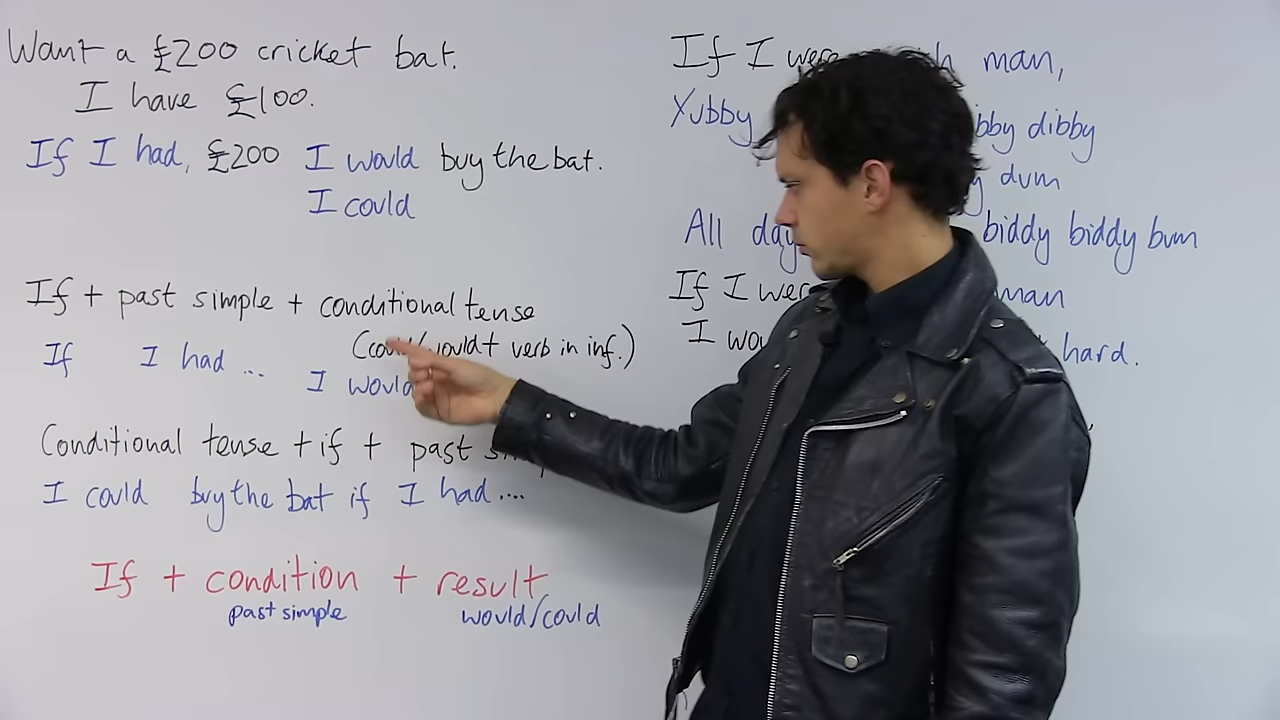 Want a £200 cricket bat.
I have £100.
If I had, £200 I would buy the bat.
I could
If + past simple + conditional tense
(could/would + verb in inf.)
If I had ...
I would
Conditional tense + if + past
I could buy the bat if I had ....
If + condition + result
past simple would/could
If I were man,
Yubby dibby
dum
All day biddy biddy bum
If I were man
I hard.